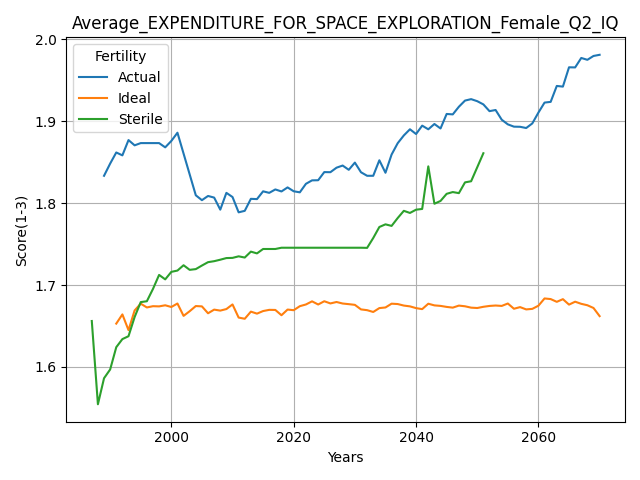 Average_EXPENDITURE_FOR_SPACE_EXPLORATION_Female_Q2_IQ
Fertility
Actual
Ideal
Sterile
Score(1-3)
2.0
1.9
1.8
1.7
1.6
2000
2020
2040
2060
Years